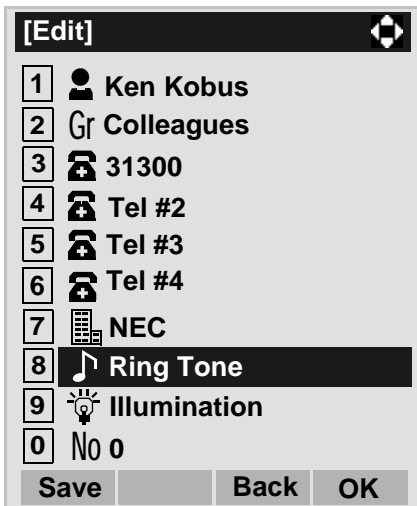 [Edit]
1 Ken Kobus
2 Gr Colleagues
3 31300
4 Tel #2
5 Tel #3
6 Tel #4
7 NEC
8 Ring Tone
9 Illumination
0 No 0
Save Back OK